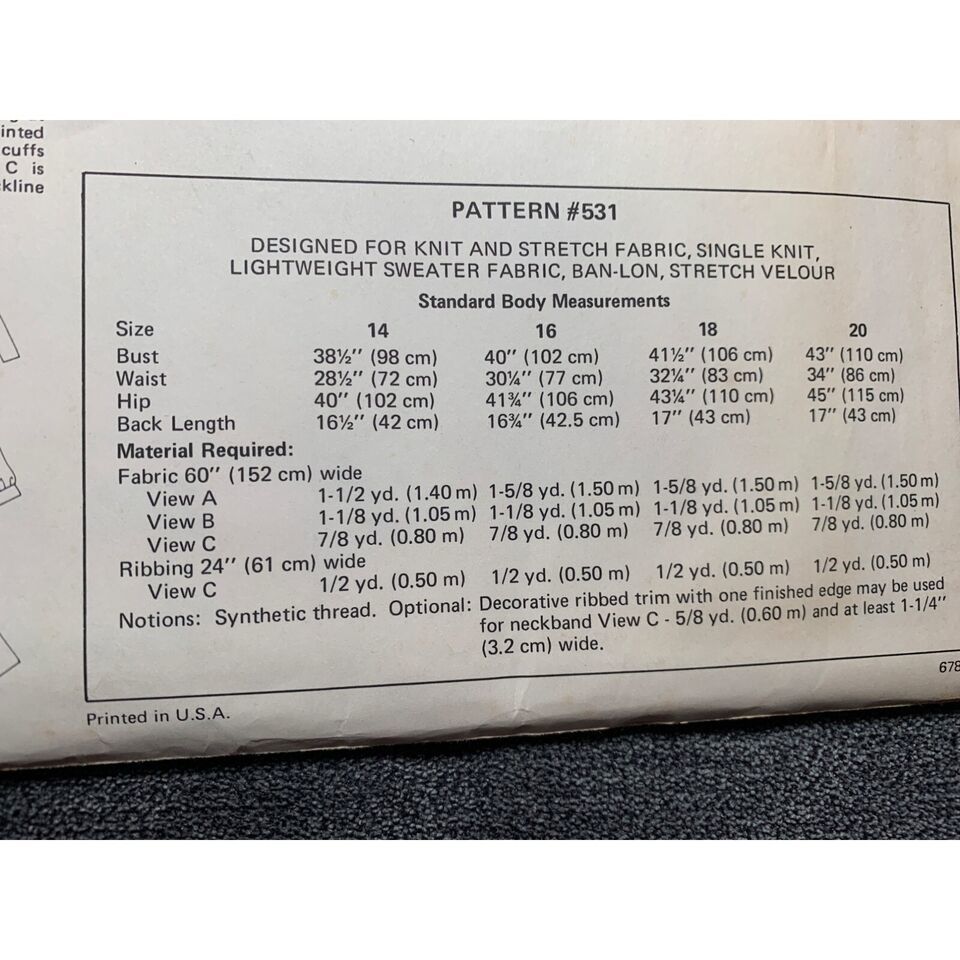 inted
cuffs
C is
kline
PATTERN #531
DESIGNED FOR KNIT AND STRETCH FABRIC, SINGLE KNIT,
LIGHTWEIGHT SWEATER FABRIC, BAN-LON, STRETCH VELOUR
Standard Body Measurements
Size 14 16 18 20
Bust 38½″ (98 cm) 40″ (102 cm) 41½″ (106 cm) 43″ (110 cm)
Waist 28½″ (72 cm) 30¼″ (77 cm) 32¼″ (83 cm) 34″ (86 cm)
Hip 40″ (102 cm) 41¾″ (106 cm) 43¼″ (110 cm) 45″ (115 cm)
Back Length 16½″ (42 cm) 16¾″ (42.5 cm) 17″ (43 cm) 17″ (43 cm)
Material Required:
Fabric 60″ (152 cm) wide
View A 1-1/2 yd. (1.40 m) 1-5/8 yd. (1.50 m) 1-5/8 yd. (1.50 m) 1-5/8 yd. (1.50 m)
View B 1-1/8 yd. (1.05 m) 1-1/8 yd. (1.05 m) 1-1/8 yd. (1.05 m) 1-1/8 yd. (1.05 m)
View C 7/8 yd. (0.80 m) 7/8 yd. (0.80 m) 7/8 yd. (0.80 m) 7/8 yd. (0.80 m)
Ribbing 24″ (61 cm) wide
View C 1/2 yd. (0.50 m) 1/2 yd. (0.50 m) 1/2 yd. (0.50 m) 1/2 yd. (0.50 m)
Notions: Synthetic thread. Optional: Decorative ribbed trim with one finished edge may be used
for neckband View C - 5/8 yd. (0.60 m) and at least 1-1/4″
(3.2 cm) wide.
678
Printed in U.S.A.